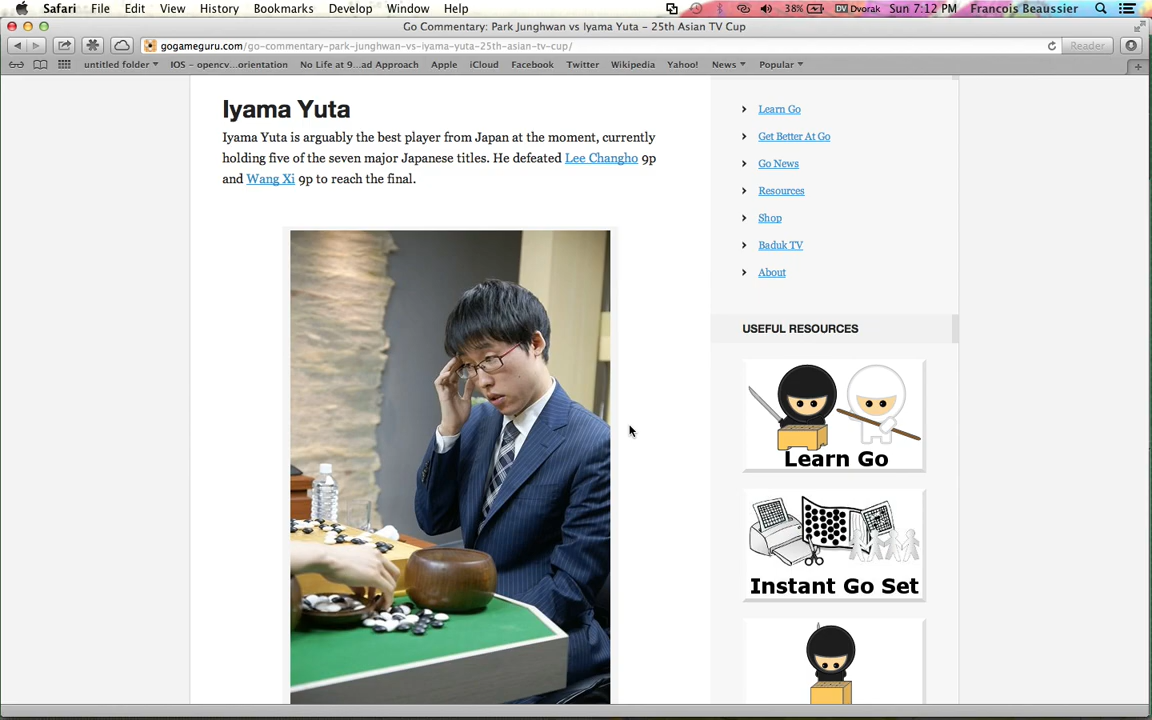 Safari File Edit View History Bookmarks Develop Window Help 38% DV Dvorak Sun 7:12 PM Francois Beaussier
Go Commentary: Park Junghwan vs Iyama Yuta – 25th Asian TV Cup
gogameguru.com/go-commentary-park-junghwan-vs-iyama-yuta-25th-asian-tv-cup/ Reader
untitled folder IOS - opencv...orientation No Life at 9...ad Approach Apple iCloud Facebook Twitter Wikipedia Yahoo! News Popular
Iyama Yuta
Iyama Yuta is arguably the best player from Japan at the moment, currently
holding five of the seven major Japanese titles. He defeated Lee Changho 9p
and Wang Xi 9p to reach the final.
Learn Go
Get Better At Go
Go News
Resources
Shop
Baduk TV
About
USEFUL RESOURCES
Learn Go
Instant Go Set